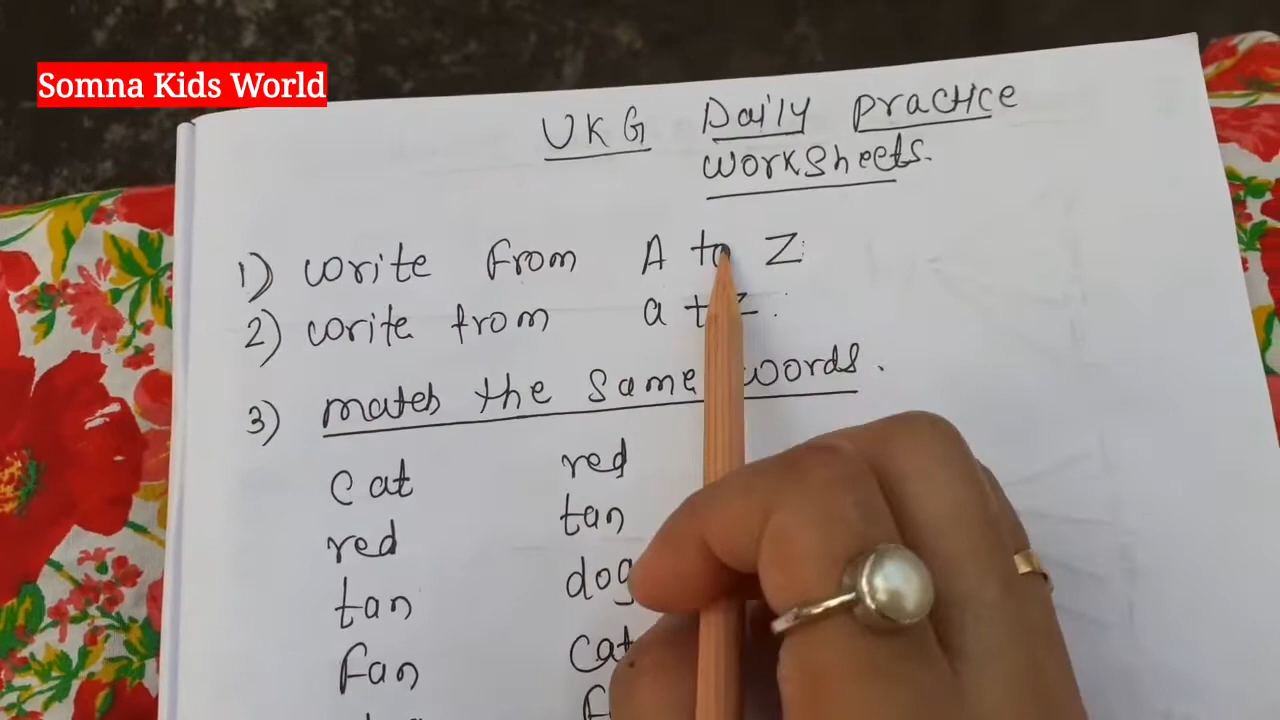 Somna Kids World
UKG Daily practice
worksheets.
1) write from A to Z.
2) write from a t z.
3) match the same words.
cat red
red tan
tan dog
Fan cat